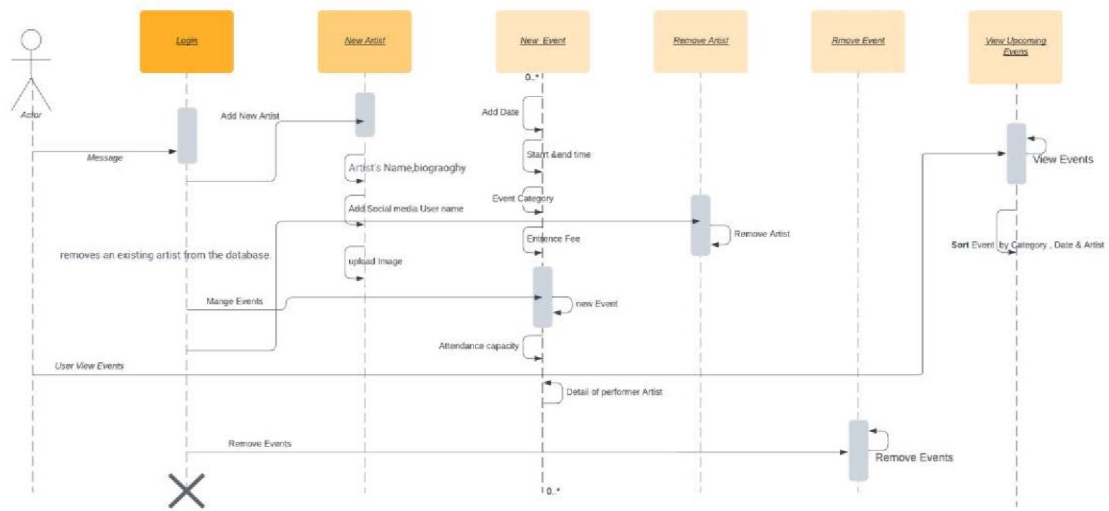 Login
New Artist
New Event
Remove Artist
Rmove Event
View Upcoming
Evens
0..*
Actor
Add New Artist
Add Date
Message
Start &end time
View Events
Artist's Name,biograoghy
Event Category
Add Social media User name
Remove Artist
Entrence Fee
Sort Event by Category , Date & Artist
removes an existing artist from the database.
upload Image
Mange Events
new Event
Attendance capacity
User View Events
Detail of performer Artist
Remove Events
Remove Events
0..*